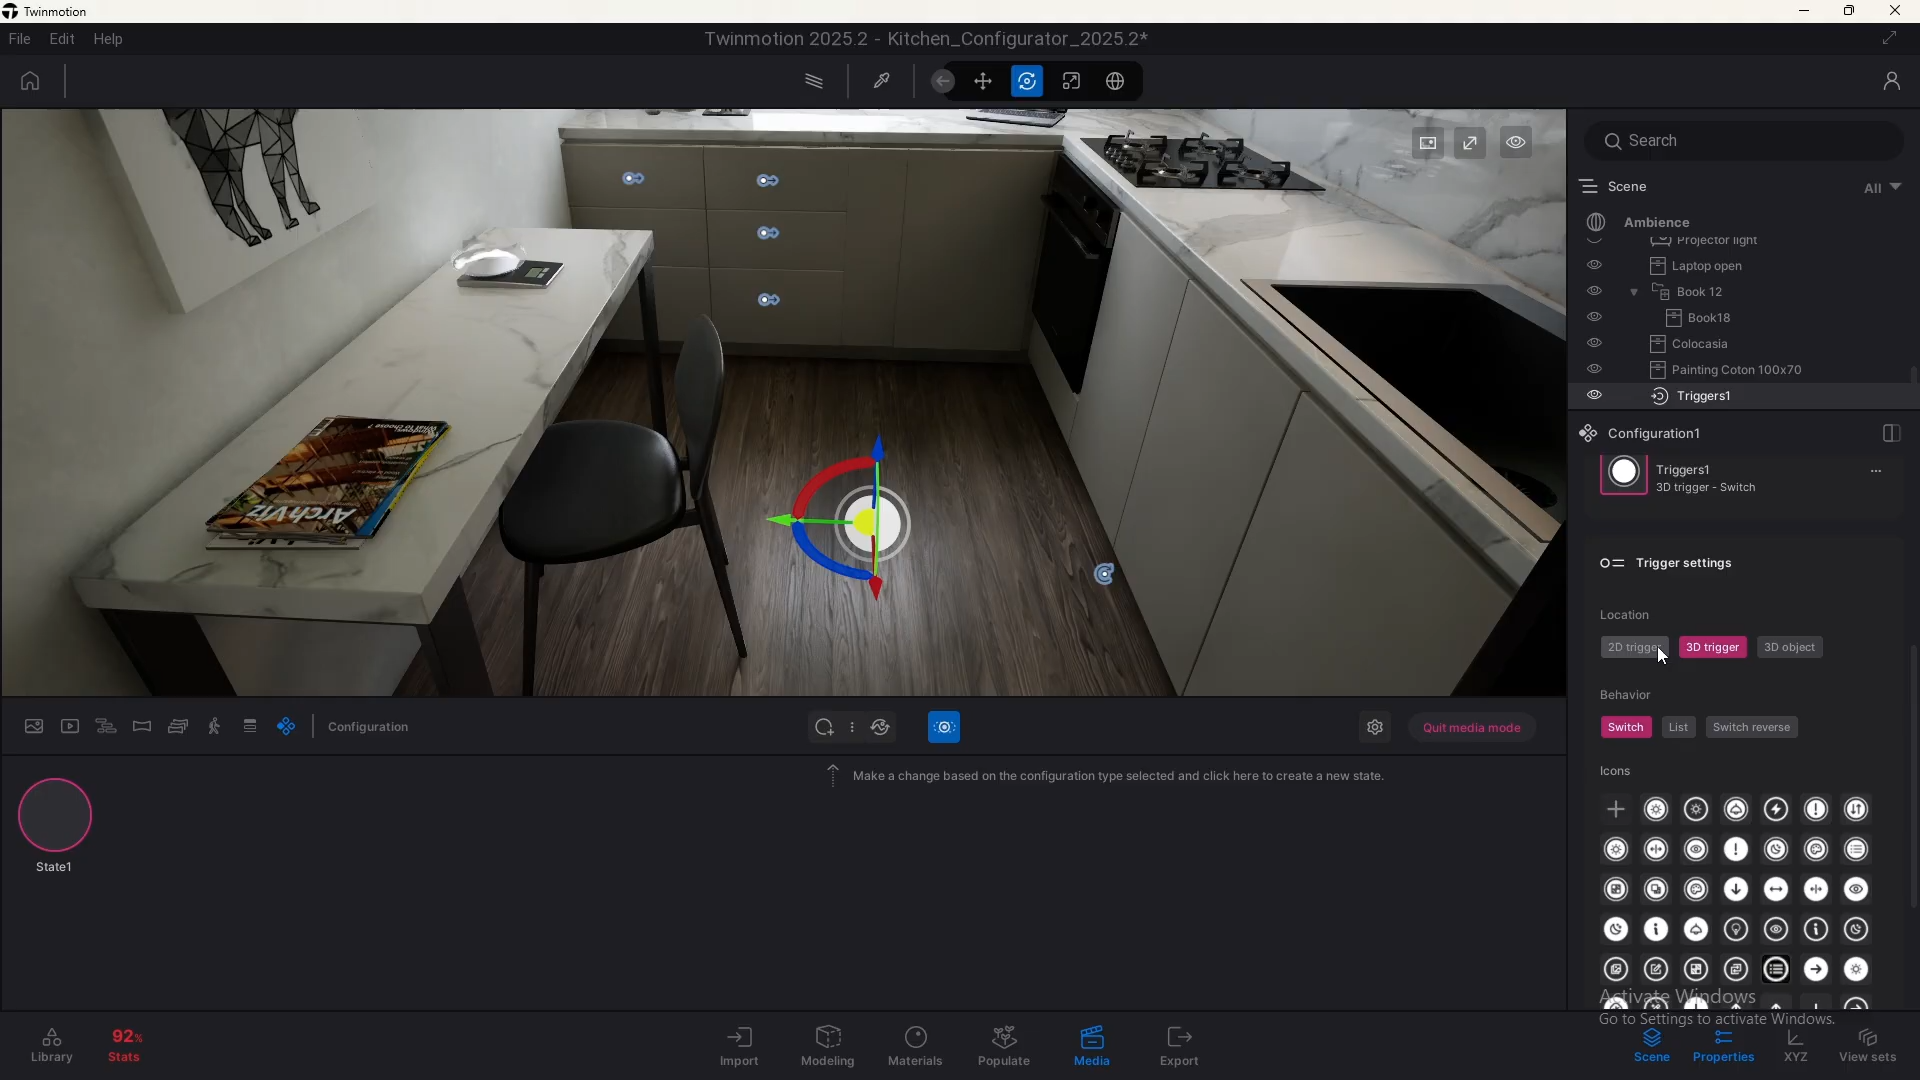 Twinmotion
File Edit Help
Twinmotion 2025.2 - Kitchen_Configurator_2025.2*
Search
Scene
All
Ambience
Projector light
Laptop open
Book 12
Book18
Colocasia
Painting Coton 100x70
Triggers1
Configuration1
Triggers1
3D trigger - Switch
Trigger settings
Location
2D trigger 3D trigger 3D object
Behavior
Switch List Switch reverse
Icons
Configuration
Quit media mode
Make a change based on the configuration type selected and click here to create a new state.
State1
Activate Windows
Go to Settings to activate Windows.
Library
92%
Stats
Import
Modeling
Materials
Populate
Media
Export
Scene
Properties
XYZ
View sets